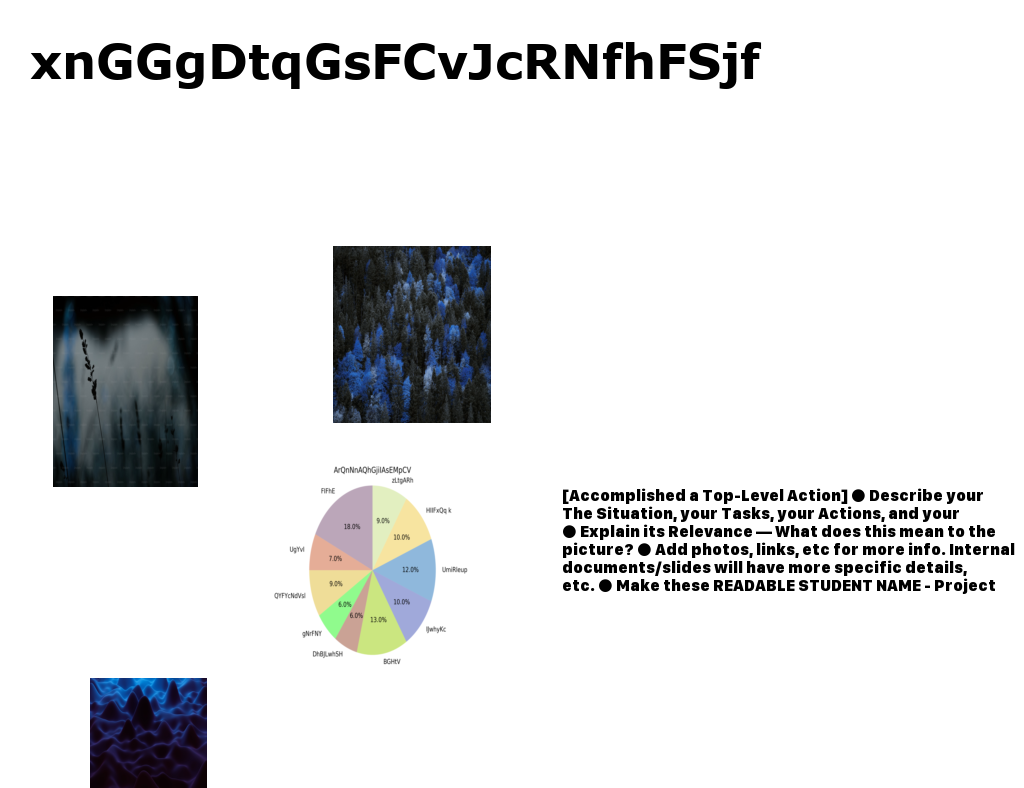 xnGGgDtqGsFCvJcRNfhFSjf
ArQnNnAQhGjiIAsEMpCV
zLtgARh
FlFhE
HlIFxQq k
18.0%
9.0%
10.0%
UgYvI
7.0%
12.0%
UmiRleup
9.0%
QYFYcNdVsl
6.0%
10.0%
6.0%
13.0%
gNrFNY
IJwhyKc
DhBJLwhSH
BGHtV
[Accomplished a Top-Level Action] ● Describe your
The Situation, your Tasks, your Actions, and your
● Explain its Relevance — What does this mean to the
picture? ● Add photos, links, etc for more info. Internal
documents/slides will have more specific details,
etc. ● Make these READABLE STUDENT NAME - Project